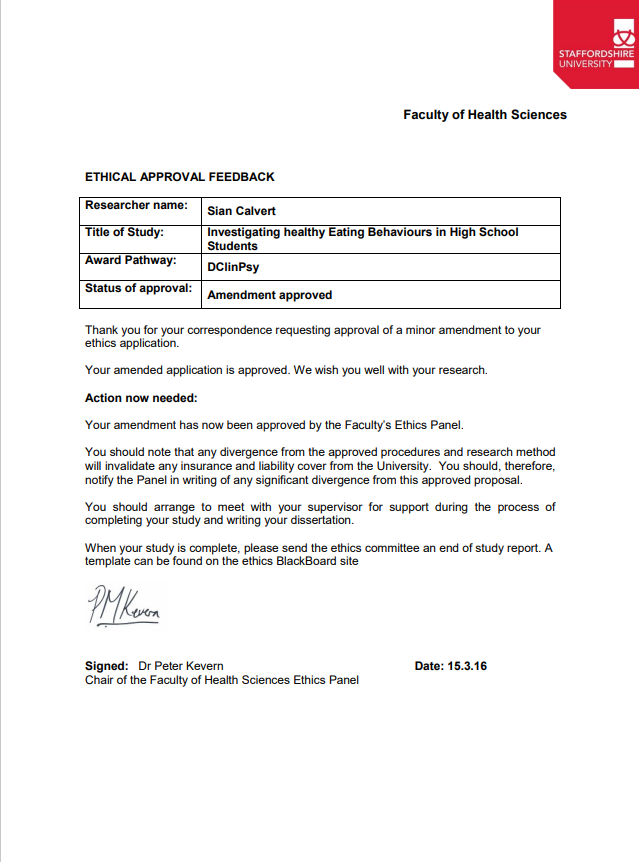 STAFFORDSHIRE
UNIVERSITY
Faculty of Health Sciences
ETHICAL APPROVAL FEEDBACK
Researcher name: Sian Calvert
Title of Study: Investigating healthy Eating Behaviours in High School
Students
Award Pathway: DClinPsy
Status of approval: Amendment approved
Thank you for your correspondence requesting approval of a minor amendment to your
ethics application.
Your amended application is approved. We wish you well with your research.
Action now needed:
Your amendment has now been approved by the Faculty's Ethics Panel.
You should note that any divergence from the approved procedures and research method
will invalidate any insurance and liability cover from the University. You should, therefore,
notify the Panel in writing of any significant divergence from this approved proposal.
You should arrange to meet with your supervisor for support during the process of
completing your study and writing your dissertation.
When your study is complete, please send the ethics committee an end of study report. A
template can be found on the ethics BlackBoard site
PMKevern
Signed: Dr Peter Kevern Date: 15.3.16
Chair of the Faculty of Health Sciences Ethics Panel